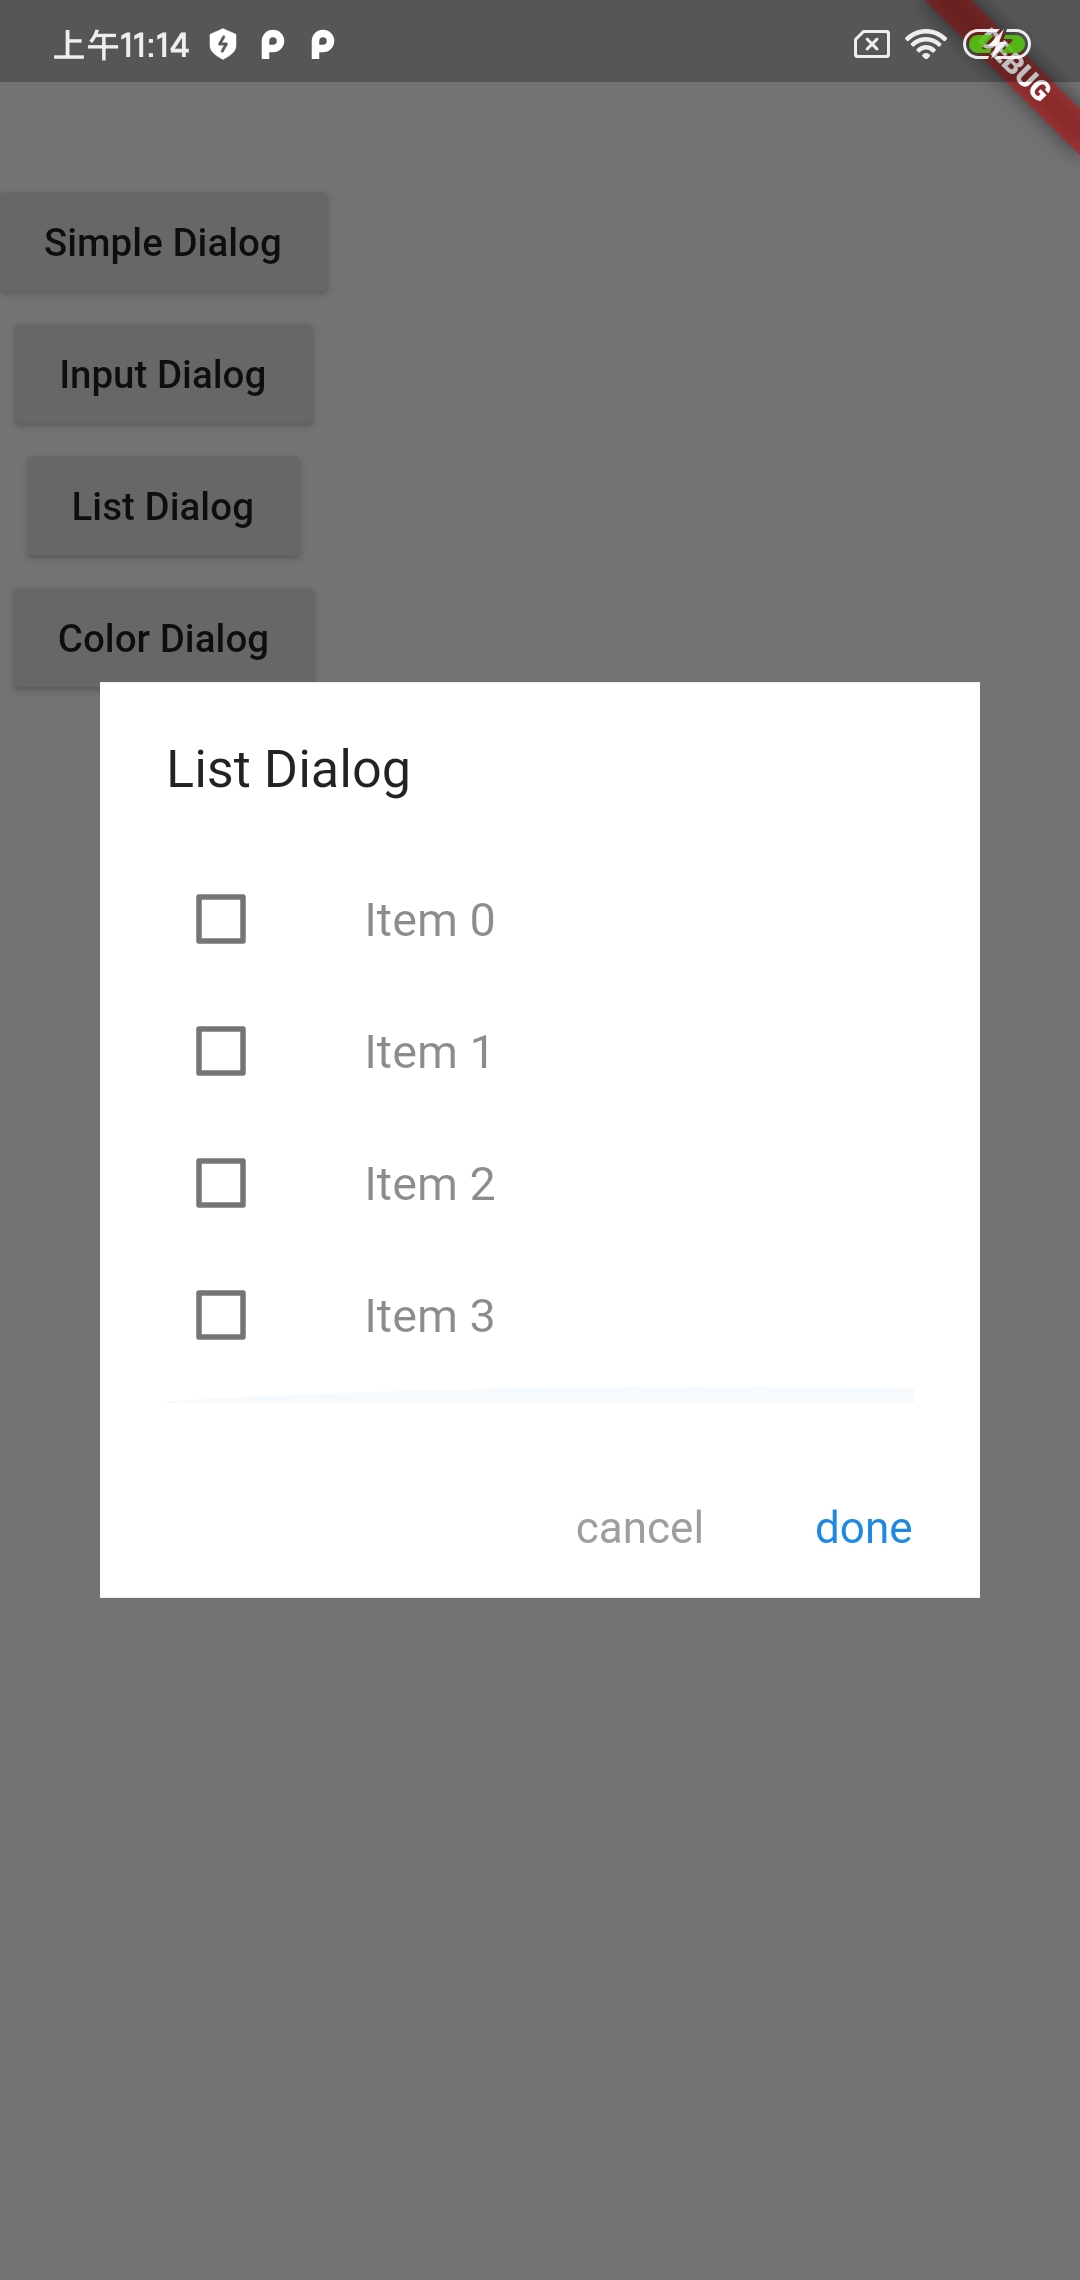 上午11:14
DEBUG
Simple Dialog
Input Dialog
List Dialog
Color Dialog
List Dialog
Item 0
Item 1
Item 2
Item 3
cancel
done